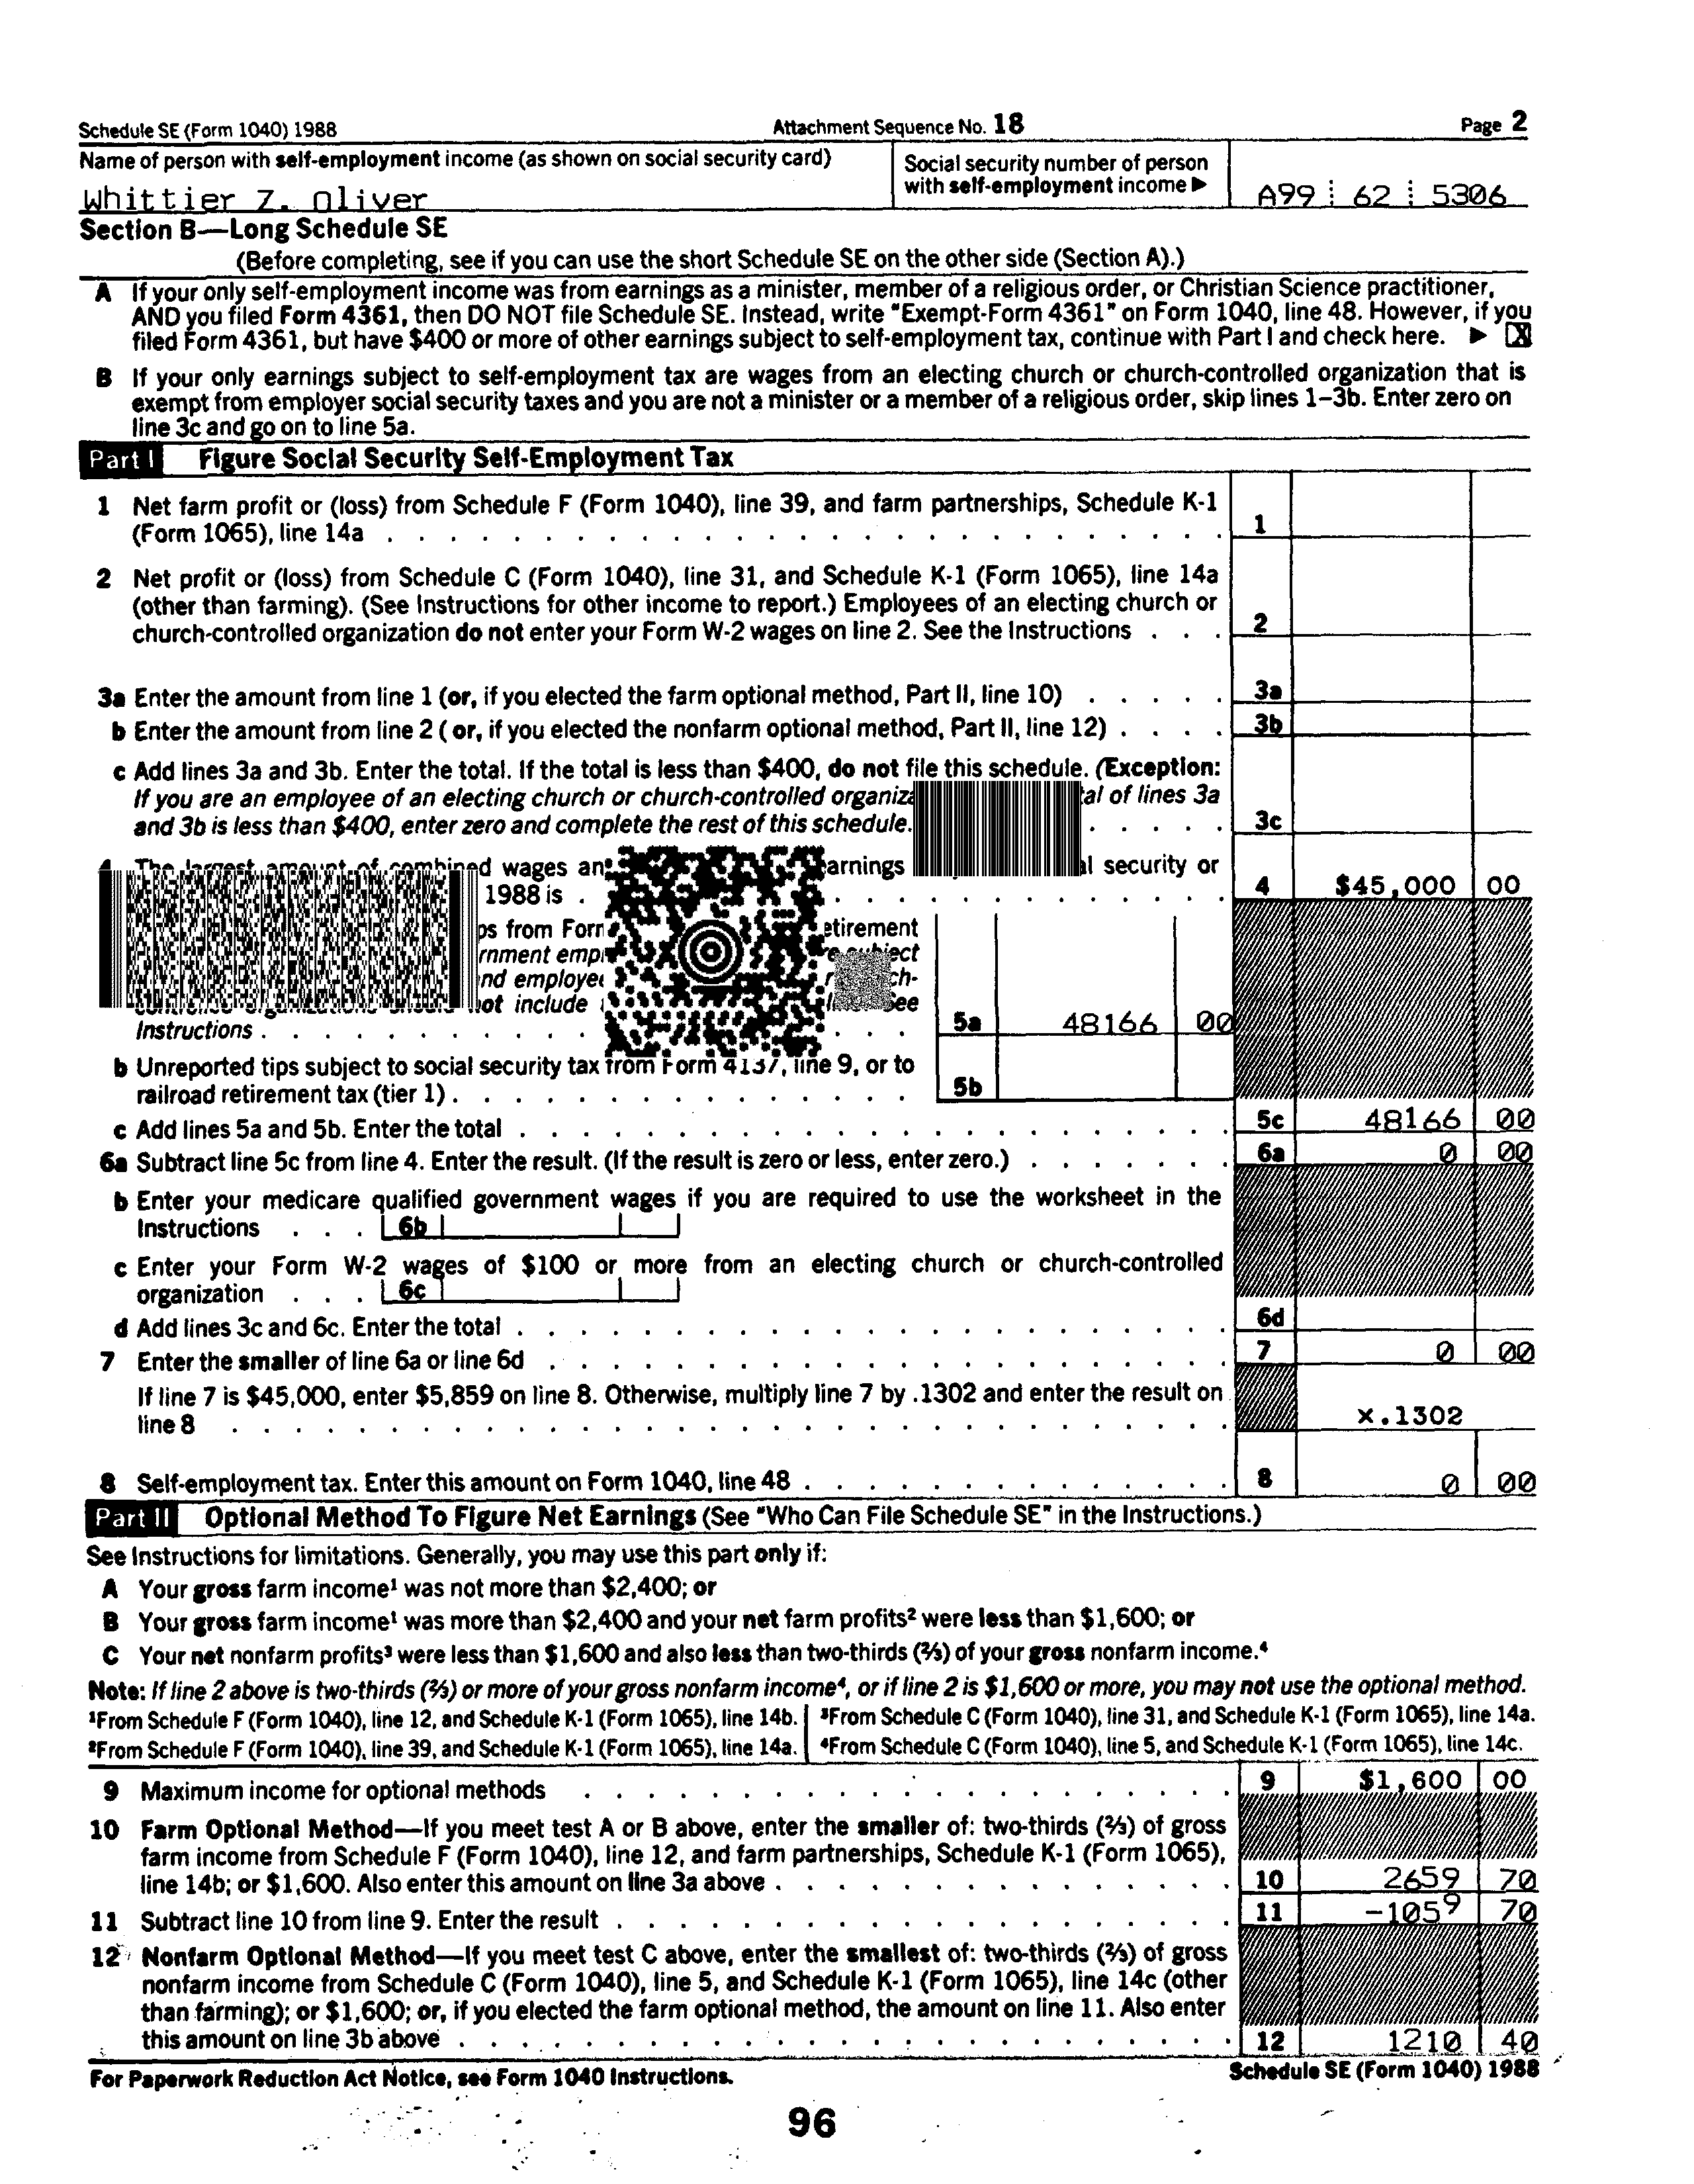 Schedule SE (Form 1040) 1988 Attachment Sequence No. 18 Page 2
Name of person with self-employment income (as shown on social security card) Social security number of person
with self-employment income ▶
Whittier Z. Oliver A99 62 5306
Section B—Long Schedule SE
(Before completing, see if you can use the short Schedule SE on the other side (Section A).)
A If your only self-employment income was from earnings as a minister, member of a religious order, or Christian Science practitioner,
AND you filed Form 4361, then DO NOT file Schedule SE. Instead, write "Exempt-Form 4361" on Form 1040, line 48. However, if you
filed Form 4361, but have $400 or more of other earnings subject to self-employment tax, continue with Part I and check here. ▶ X
B If your only earnings subject to self-employment tax are wages from an electing church or church-controlled organization that is
exempt from employer social security taxes and you are not a minister or a member of a religious order, skip lines 1–3b. Enter zero on
line 3c and go on to line 5a.
Part I Figure Social Security Self-Employment Tax
1 Net farm profit or (loss) from Schedule F (Form 1040), line 39, and farm partnerships, Schedule K-1
(Form 1065), line 14a . . . 1
2 Net profit or (loss) from Schedule C (Form 1040), line 31, and Schedule K-1 (Form 1065), line 14a
(other than farming). (See Instructions for other income to report.) Employees of an electing church or
church-controlled organization do not enter your Form W-2 wages on line 2. See the Instructions . . . 2
3a Enter the amount from line 1 (or, if you elected the farm optional method, Part II, line 10) . . . 3a
b Enter the amount from line 2 (or, if you elected the nonfarm optional method, Part II, line 12) . . . 3b
c Add lines 3a and 3b. Enter the total. If the total is less than $400, do not file this schedule. (Exception:
If you are an employee of an electing church or church-controlled of lines 3a
and 3b is less than $400, enter zero and complete the rest of this schedule. . . . 3c
4 The largest amount of combined wages earnings security or
1988 is . . . 4 $45,000 00
from Form etirement
subject
employee
not include See
Instructions . . . 5a 48166 00
b Unreported tips subject to social security tax from Form 4137, line 9, or to
railroad retirement tax (tier 1) . . . 5b
c Add lines 5a and 5b. Enter the total . . . 5c 48166 00
6a Subtract line 5c from line 4. Enter the result. (If the result is zero or less, enter zero.) . . . 6a 0 00
b Enter your medicare qualified government wages if you are required to use the worksheet in the
Instructions . . . 6b
c Enter your Form W-2 wages of $100 or more from an electing church or church-controlled
organization . . . 6c
d Add lines 3c and 6c. Enter the total . . . 6d
7 Enter the smaller of line 6a or line 6d . . . 7 0 00
If line 7 is $45,000, enter $5,859 on line 8. Otherwise, multiply line 7 by .1302 and enter the result on
line 8 . . . x.1302
8 Self-employment tax. Enter this amount on Form 1040, line 48 . . . 8 0 00
Part II Optional Method To Figure Net Earnings (See "Who Can File Schedule SE" in the Instructions.)
See Instructions for limitations. Generally, you may use this part only if:
A Your gross farm income¹ was not more than $2,400; or
B Your gross farm income¹ was more than $2,400 and your net farm profits² were less than $1,600; or
C Your net nonfarm profits³ were less than $1,600 and also less than two-thirds (⅔) of your gross nonfarm income.⁴
Note: If line 2 above is two-thirds (⅔) or more of your gross nonfarm income⁴, or if line 2 is $1,600 or more, you may not use the optional method.
¹From Schedule F (Form 1040), line 12, and Schedule K-1 (Form 1065), line 14b. ³From Schedule C (Form 1040), line 31, and Schedule K-1 (Form 1065), line 14a.
²From Schedule F (Form 1040), line 39, and Schedule K-1 (Form 1065), line 14a. ⁴From Schedule C (Form 1040), line 5, and Schedule K-1 (Form 1065), line 14c.
9 Maximum income for optional methods . . . 9 $1,600 00
10 Farm Optional Method—If you meet test A or B above, enter the smaller of: two-thirds (⅔) of gross
farm income from Schedule F (Form 1040), line 12, and farm partnerships, Schedule K-1 (Form 1065),
line 14b; or $1,600. Also enter this amount on line 3a above . . . 10 2659 70
11 Subtract line 10 from line 9. Enter the result . . . 11 -1059 70
12 Nonfarm Optional Method—If you meet test C above, enter the smallest of: two-thirds (⅔) of gross
nonfarm income from Schedule C (Form 1040), line 5, and Schedule K-1 (Form 1065), line 14c (other
than farming); or $1,600; or, if you elected the farm optional method, the amount on line 11. Also enter
this amount on line 3b above . . . 12 1210 40
For Paperwork Reduction Act Notice, see Form 1040 Instructions. Schedule SE (Form 1040) 1988
96